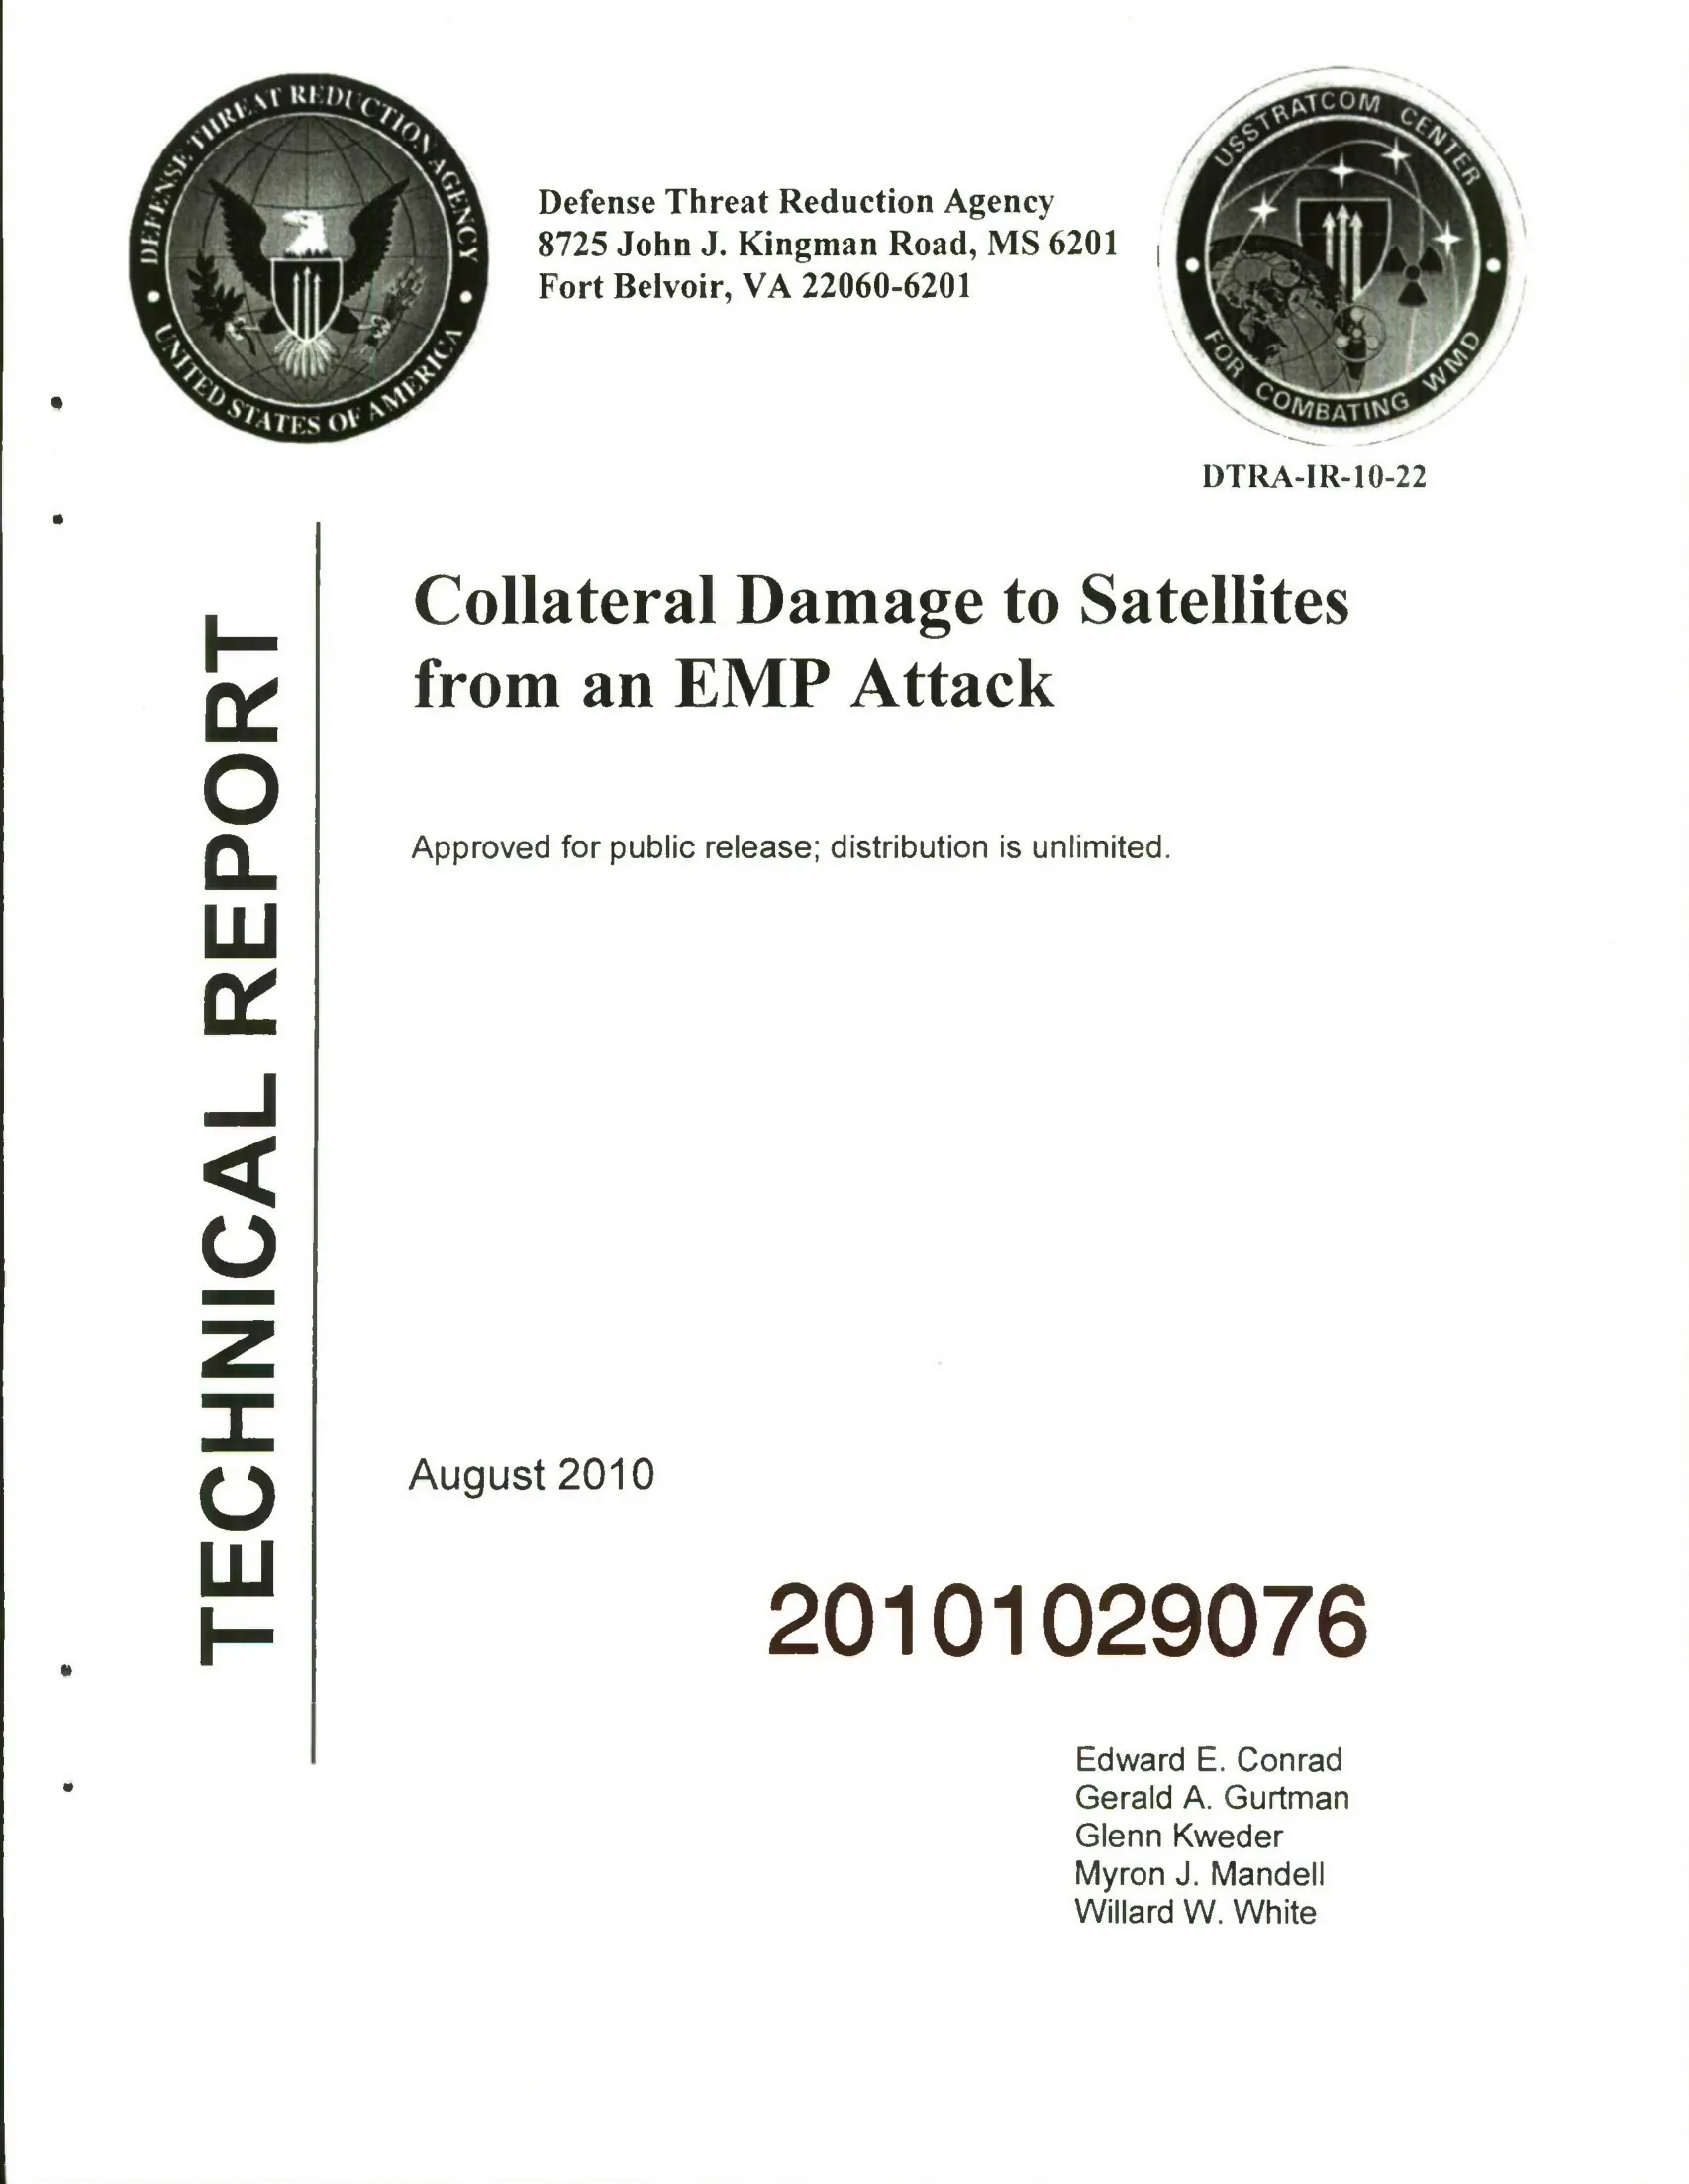 DEFENSE THREAT REDUCTION AGENCY
UNITED STATES OF AMERICA
Defense Threat Reduction Agency
8725 John J. Kingman Road, MS 6201
Fort Belvoir, VA 22060-6201
USSTRATCOM CENTER
FOR COMBATING WMD
DTRA-IR-10-22
TECHNICAL REPORT
Collateral Damage to Satellites
from an EMP Attack
Approved for public release; distribution is unlimited.
August 2010
20101029076
Edward E. Conrad
Gerald A. Gurtman
Glenn Kweder
Myron J. Mandell
Willard W. White